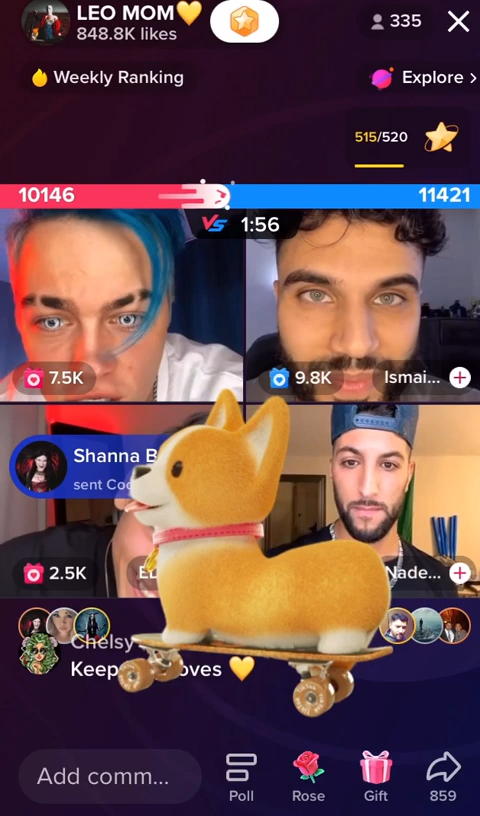 LEO MOM💛
848.8K likes
335
Weekly Ranking
Explore ›
515/520
10146
11421
VS 1:56
7.5K
9.8K
Ismai...
Shanna B
sent Co
2.5K
Nade...
Chelsy
Keep
oves 💛
Add comm...
Poll
Rose
Gift
859